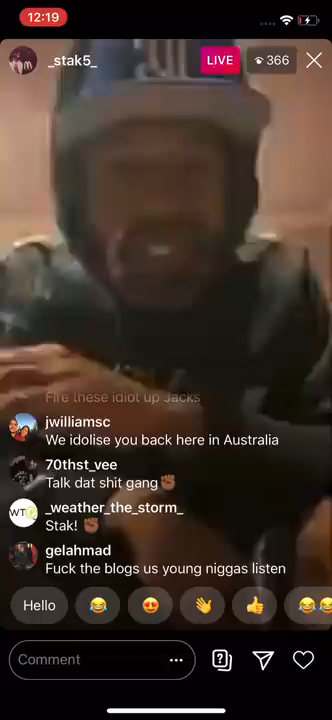 12:19
_stak5_
LIVE
366
Fire these idiot up Jacks
jwilliamsc
We idolise you back here in Australia
70thst_vee
Talk dat shit gang✊🏾
WT
_weather_the_storm_
Stak! ✊🏾
gelahmad
Fuck the blogs us young niggas listen
Hello
Comment